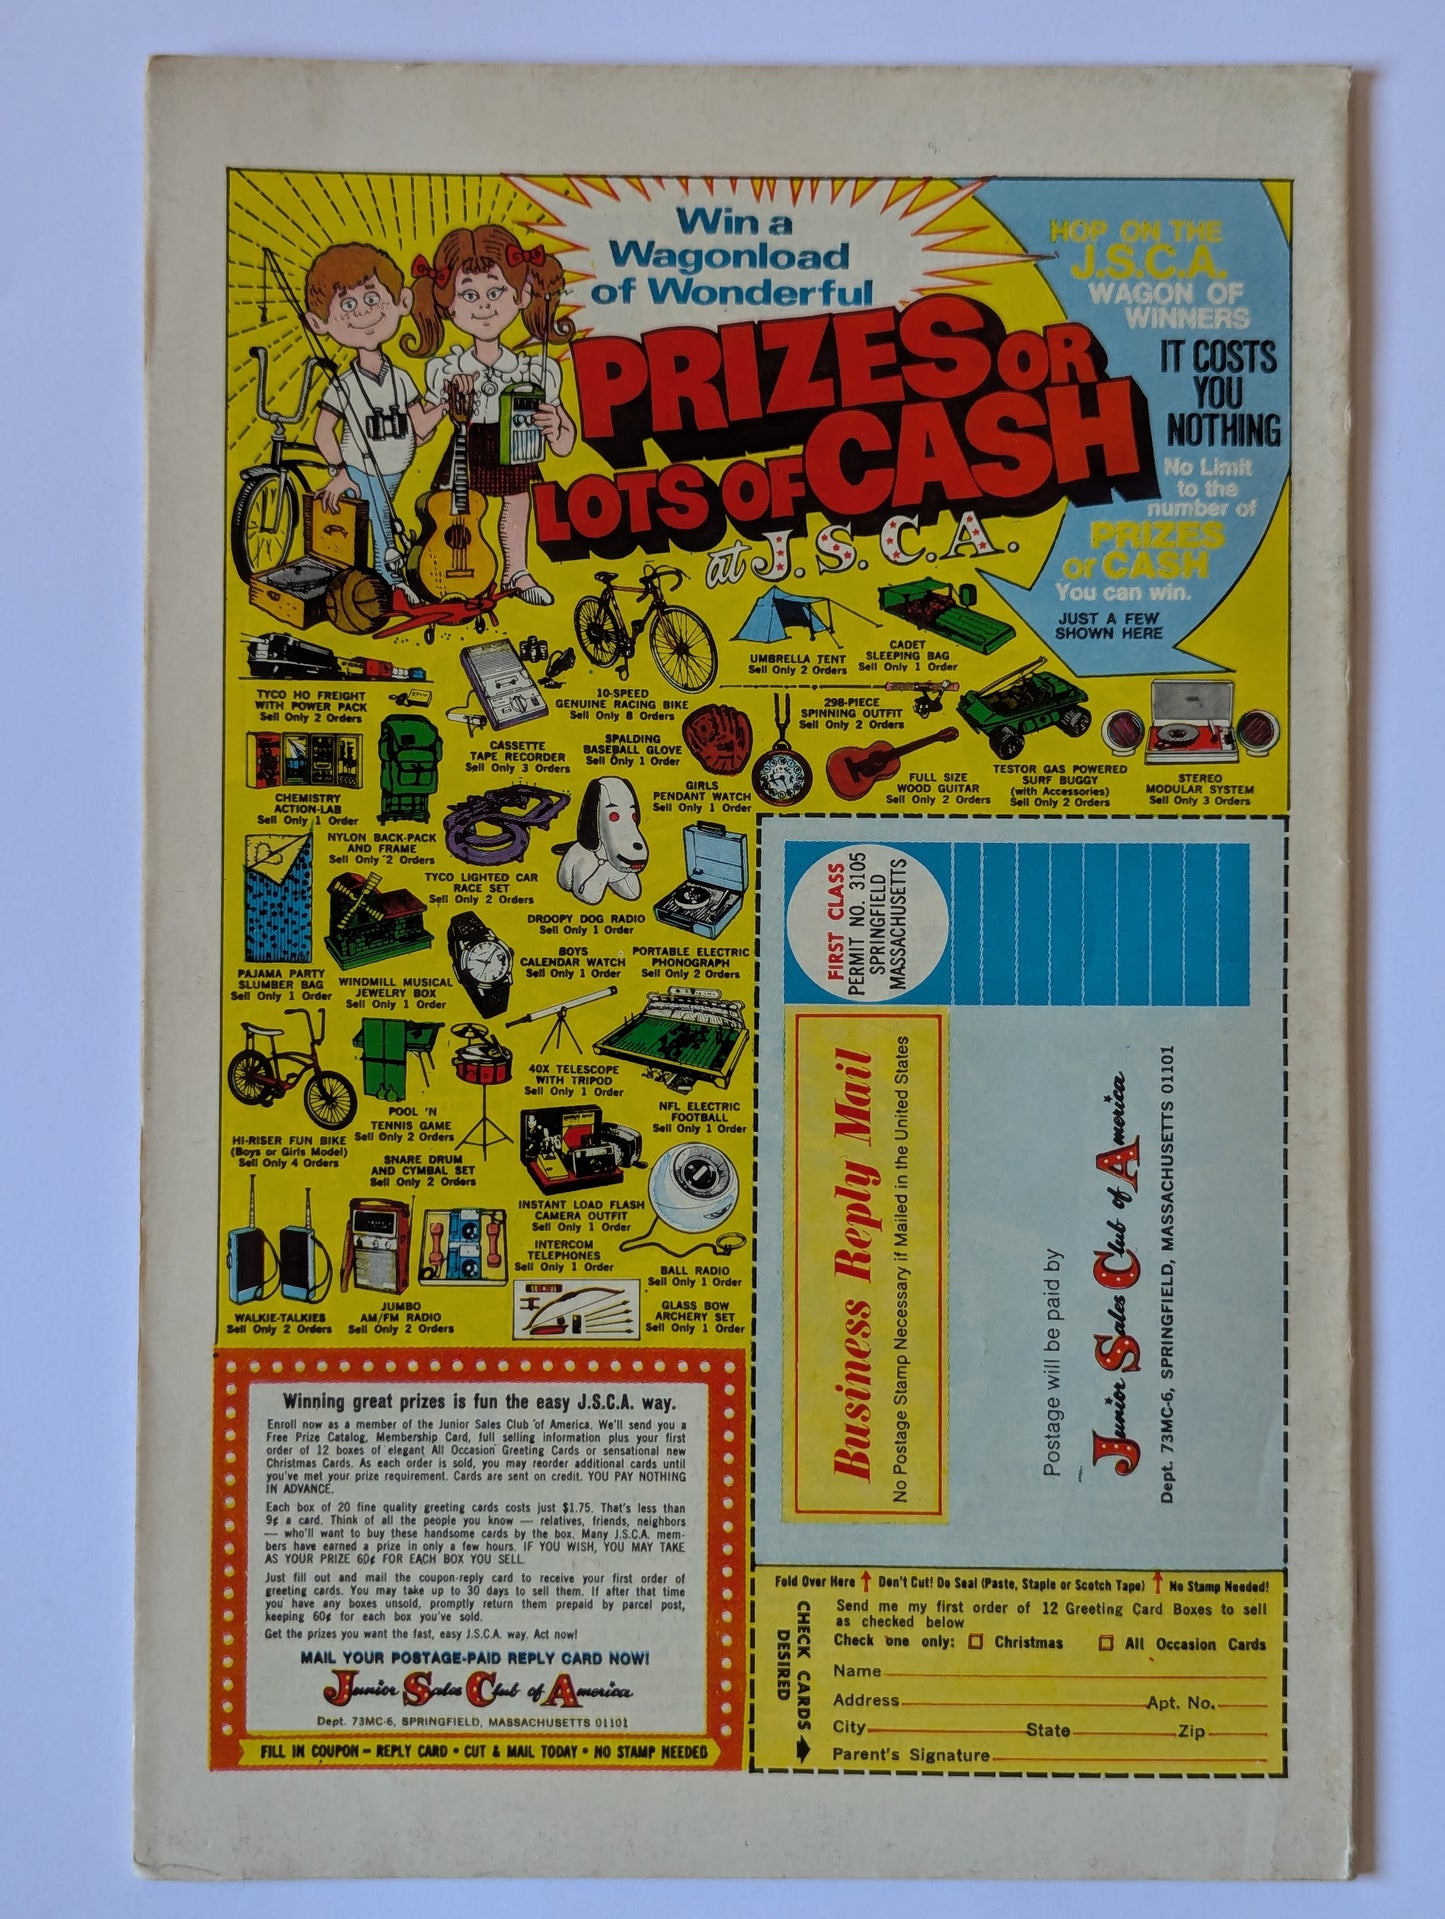 Win a
Wagonload
of Wonderful
PRIZES OR
LOTS OF CASH
at J.S.C.A.
HOP ON THE
J.S.C.A.
WAGON OF
WINNERS
IT COSTS
YOU
NOTHING
No Limit
to the
number of
PRIZES
or CASH
You can win.
JUST A FEW
SHOWN HERE
TYCO HO FREIGHT
WITH POWER PACK
Sell Only 2 Orders
CASSETTE
TAPE RECORDER
Sell Only 3 Orders
10-SPEED
GENUINE RACING BIKE
Sell Only 8 Orders
UMBRELLA TENT
Sell Only 2 Orders
CADET
SLEEPING BAG
Sell Only 1 Order
SPALDING
BASEBALL GLOVE
Sell Only 1 Order
298-PIECE
SPINNING OUTFIT
Sell Only 2 Orders
GIRLS
PENDANT WATCH
Sell Only 1 Order
FULL SIZE
WOOD GUITAR
Sell Only 2 Orders
TESTOR GAS POWERED
SURF BUGGY
(with Accessories)
Sell Only 2 Orders
STEREO
MODULAR SYSTEM
Sell Only 3 Orders
CHEMISTRY
ACTION-LAB
Sell Only 1 Order
NYLON BACK-PACK
AND FRAME
Sell Only 2 Orders
TYCO LIGHTED CAR
RACE SET
Sell Only 2 Orders
DROOPY DOG RADIO
Sell Only 1 Order
PAJAMA PARTY
SLUMBER BAG
Sell Only 1 Order
WINDMILL MUSICAL
JEWELRY BOX
Sell Only 1 Order
BOYS
CALENDAR WATCH
Sell Only 1 Order
PORTABLE ELECTRIC
PHONOGRAPH
Sell Only 2 Orders
HI-RISER FUN BIKE
(Boys or Girls Model)
Sell Only 4 Orders
POOL 'N
TENNIS GAME
Sell Only 2 Orders
SNARE DRUM
AND CYMBAL SET
Sell Only 2 Orders
40X TELESCOPE
WITH TRIPOD
Sell Only 1 Order
NFL ELECTRIC
FOOTBALL
Sell Only 1 Order
INSTANT LOAD FLASH
CAMERA OUTFIT
Sell Only 1 Order
INTERCOM
TELEPHONES
Sell Only 1 Order
BALL RADIO
Sell Only 1 Order
WALKIE-TALKIES
Sell Only 2 Orders
JUMBO
AM/FM RADIO
Sell Only 2 Orders
GLASS BOW
ARCHERY SET
Sell Only 1 Order
Winning great prizes is fun the easy J.S.C.A. way.
Enroll now as a member of the Junior Sales Club of America. We'll send you a
Free Prize Catalog, Membership Card, full selling information plus your first
order of 12 boxes of elegant All Occasion Greeting Cards or sensational new
Christmas Cards. As each order is sold, you may reorder additional cards until
you've met your prize requirement. Cards are sent on credit. YOU PAY NOTHING
IN ADVANCE.
Each box of 20 fine quality greeting cards costs just $1.75. That's less than
9¢ a card. Think of all the people you know — relatives, friends, neighbors
— who'll want to buy these handsome cards by the box. Many J.S.C.A. mem-
bers have earned a prize in only a few hours. IF YOU WISH, YOU MAY TAKE
AS YOUR PRIZE 60¢ FOR EACH BOX YOU SELL.
Just fill out and mail the coupon-reply card to receive your first order of
greeting cards. You may take up to 30 days to sell them. If after that time
you have any boxes unsold, promptly return them prepaid by parcel post,
keeping 60¢ for each box you've sold.
Get the prizes you want the fast, easy J.S.C.A. way. Act now!
MAIL YOUR POSTAGE-PAID REPLY CARD NOW!
Junior Sales Club of America
Dept. 73MC-6, SPRINGFIELD, MASSACHUSETTS 01101
FILL IN COUPON – REPLY CARD • CUT & MAIL TODAY • NO STAMP NEEDED
FIRST CLASS
PERMIT NO. 3105
SPRINGFIELD
MASSACHUSETTS
Business Reply Mail
No Postage Stamp Necessary if Mailed in the United States
Postage will be paid by
Junior Sales Club of America
Dept. 73MC-6, SPRINGFIELD, MASSACHUSETTS 01101
Fold Over Here ↑ Don't Cut! Do Seal (Paste, Staple or Scotch Tape) ↑ No Stamp Needed!
CHECK CARDS
DESIRED
Send me my first order of 12 Greeting Card Boxes to sell
as checked below
Check one only: ☐ Christmas ☐ All Occasion Cards
Name
Address Apt. No.
City State Zip
Parent's Signature